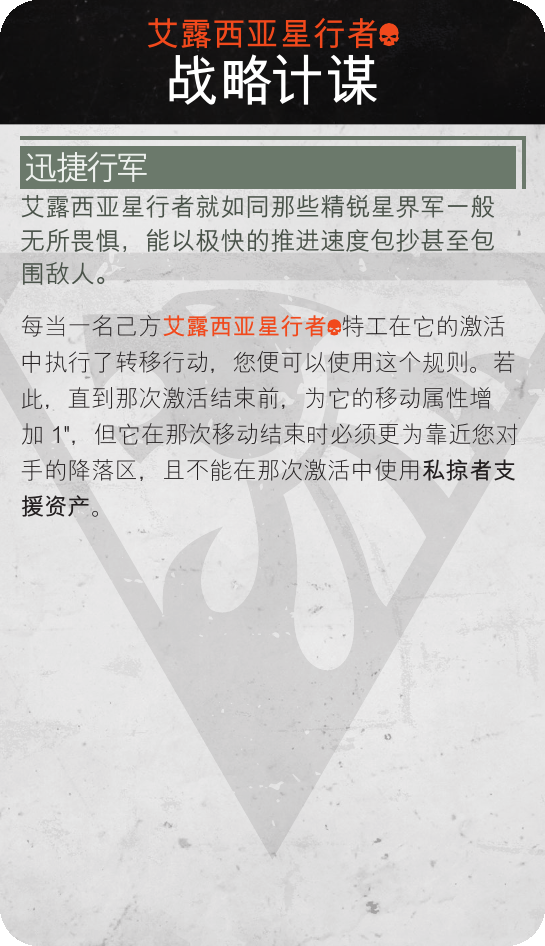 艾露西亚星行者
战略计谋
迅捷行军
艾露西亚星行者就如同那些精锐星界军一般
无所畏惧，能以极快的推进速度包抄甚至包
围敌人。
每当一名己方艾露西亚星行者特工在它的激活
中执行了转移行动，您便可以使用这个规则。若
此，直到那次激活结束前，为它的移动属性增
加 1"，但它在那次移动结束时必须更为靠近您对
手的降落区，且不能在那次激活中使用私掠者支
援资产。